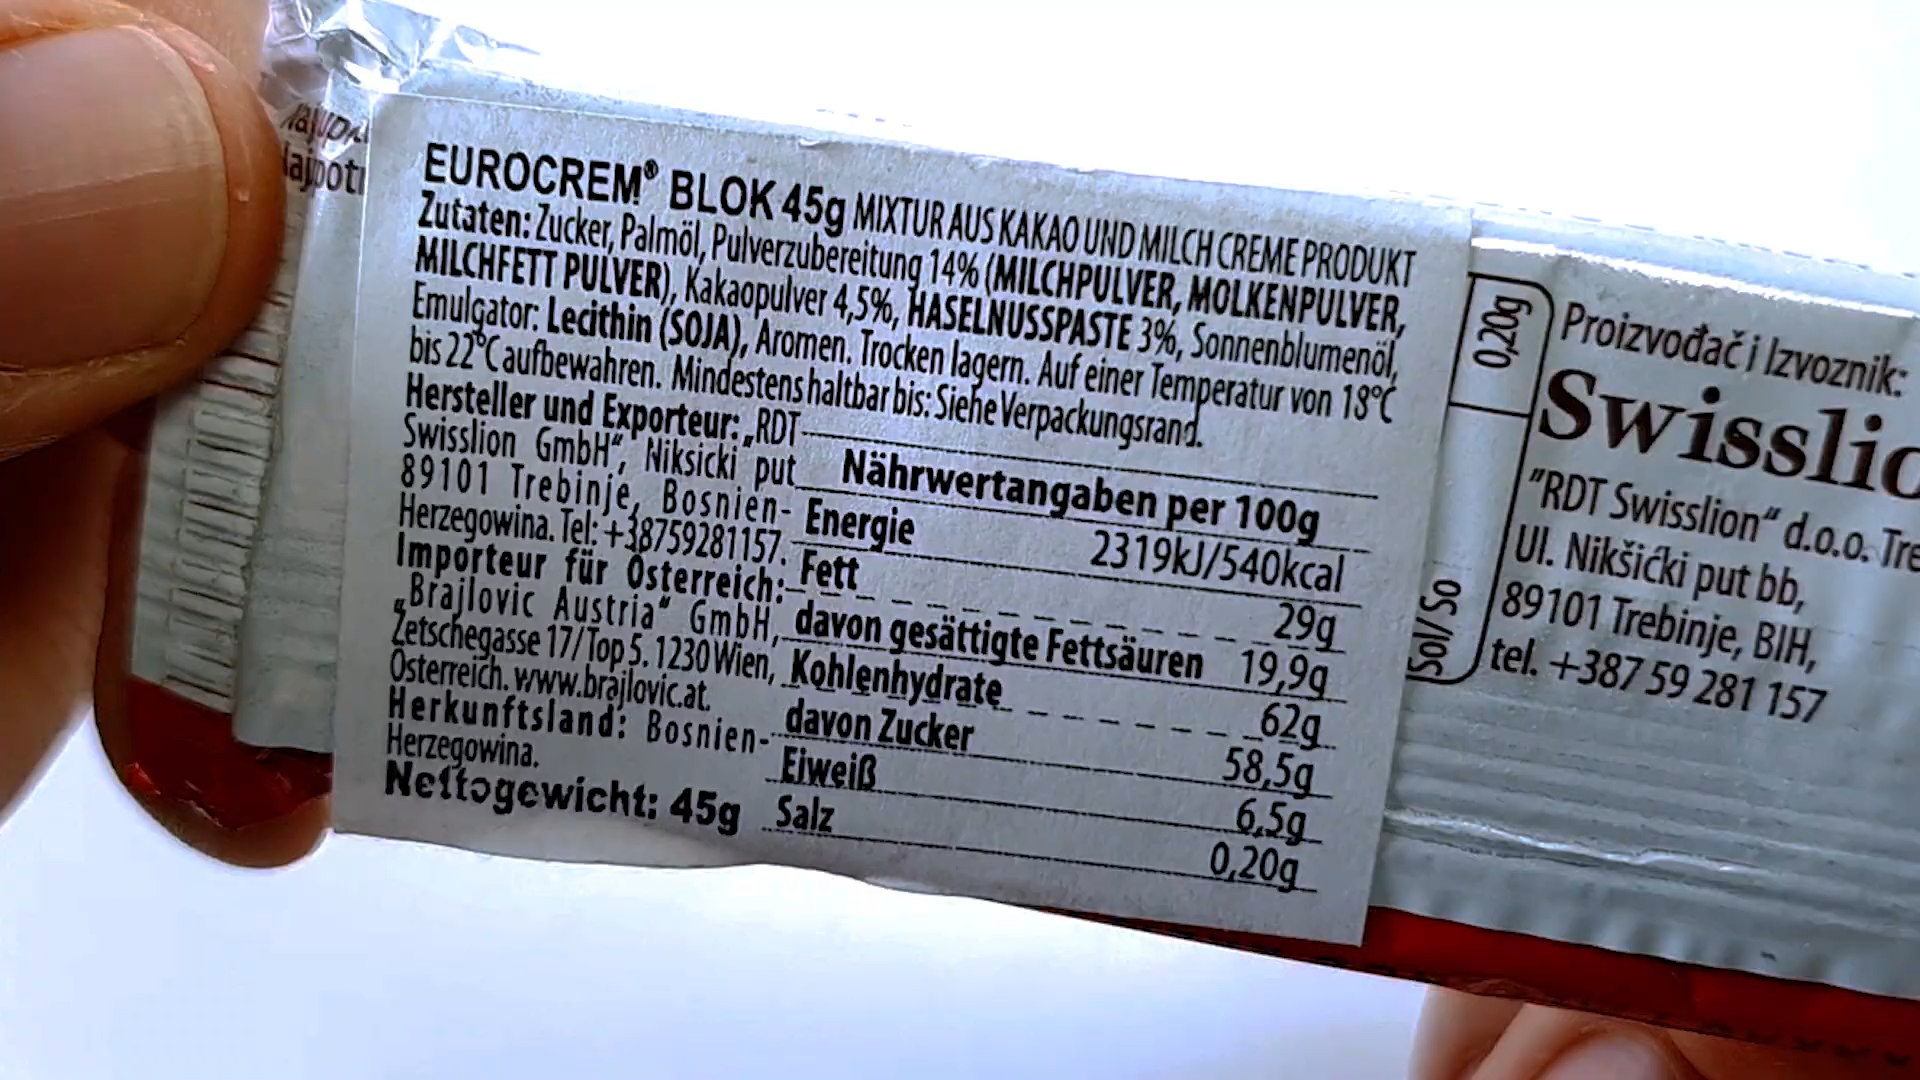 EUROCREM® BLOK 45g MIXTUR AUS KAKAO UND MILCH CREME PRODUKT
Zutaten: Zucker, Palmöl, Pulverzubereitung 14% (MILCHPULVER, MOLKENPULVER,
MILCHFETT PULVER), Kakaopulver 4,5%, HASELNUSSPASTE 3%, Sonnenblumenöl,
Emulgator: Lecithin (SOJA), Aromen. Trocken lagern. Auf einer Temperatur von 18°C
bis 22°C aufbewahren. Mindestens haltbar bis: Siehe Verpackungsrand.
Hersteller und Exporteur: „RDT
Swisslion GmbH“, Niksicki put
89101 Trebinje, Bosnien-
Herzegowina. Tel: +38759281157.
Importeur für Österreich:
„Brajlovic Austria“ GmbH,
Zetschegasse 17/Top 5. 1230 Wien,
Österreich. www.brajlovic.at.
Herkunftsland: Bosnien-
Herzegowina.
Nettogewicht: 45g
Nährwertangaben per 100g
Energie 2319kJ/540kcal
Fett 29g
davon gesättigte Fettsäuren 19,9g
Kohlenhydrate 62g
davon Zucker 58,5g
Eiweiß 6,5g
Salz 0,20g
0,20g
Sol/So
Proizvođač i Izvoznik:
Swisslio
"RDT Swisslion“ d.o.o. Tre
Ul. Nikšićki put bb,
89101 Trebinje, BIH,
tel. +387 59 281 157